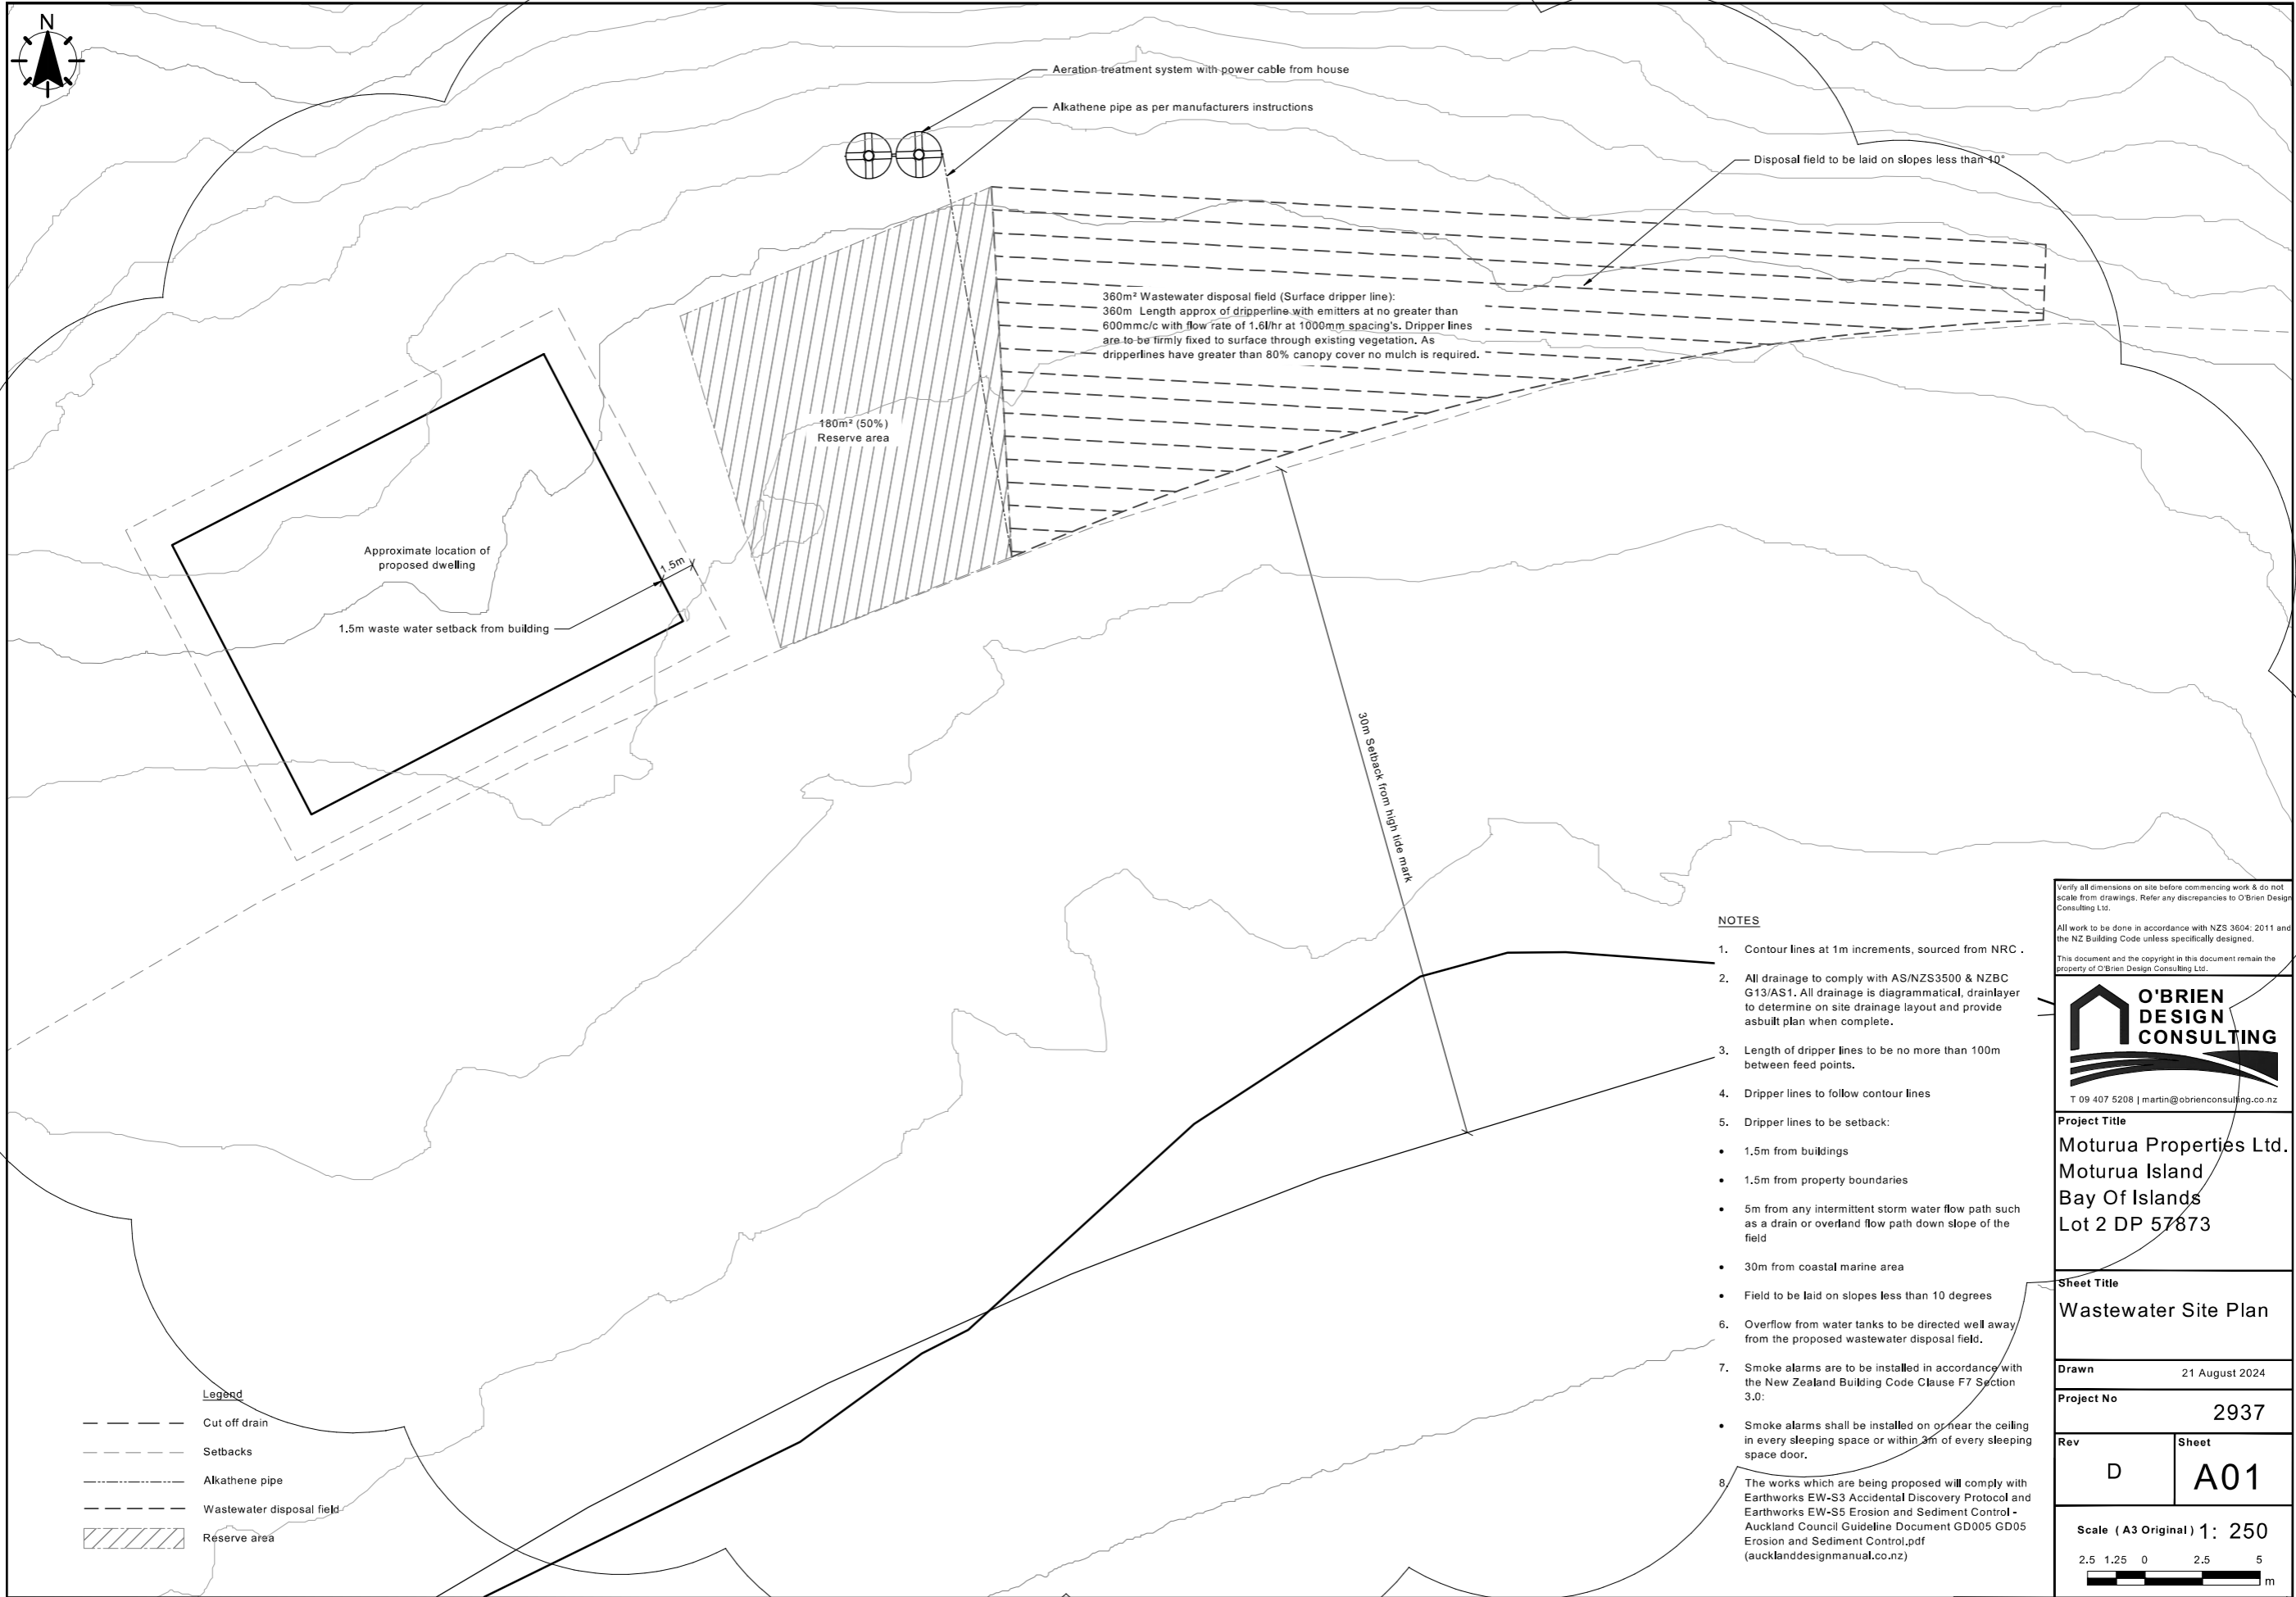 N
Aeration treatment system with power cable from house
Alkathene pipe as per manufacturers instructions
Disposal field to be laid on slopes less than 10°
360m² Wastewater disposal field (Surface dripper line):
360m Length approx of dripperline with emitters at no greater than
600mmc/c with flow rate of 1.6l/hr at 1000mm spacing's. Dripper lines
are to be firmly fixed to surface through existing vegetation. As
dripperlines have greater than 80% canopy cover no mulch is required.
180m² (50%)
Reserve area
Approximate location of
proposed dwelling
1.5m
1.5m waste water setback from building
30m Setback from high tide mark
NOTES
1. Contour lines at 1m increments, sourced from NRC .
2. All drainage to comply with AS/NZS3500 & NZBC
G13/AS1. All drainage is diagrammatical, drainlayer
to determine on site drainage layout and provide
asbuilt plan when complete.
3. Length of dripper lines to be no more than 100m
between feed points.
4. Dripper lines to follow contour lines
5. Dripper lines to be setback:
• 1.5m from buildings
• 1.5m from property boundaries
• 5m from any intermittent storm water flow path such
as a drain or overland flow path down slope of the
field
• 30m from coastal marine area
• Field to be laid on slopes less than 10 degrees
6. Overflow from water tanks to be directed well away
from the proposed wastewater disposal field.
7. Smoke alarms are to be installed in accordance with
the New Zealand Building Code Clause F7 Section
3.0:
• Smoke alarms shall be installed on or near the ceiling
in every sleeping space or within 3m of every sleeping
space door.
8. The works which are being proposed will comply with
Earthworks EW-S3 Accidental Discovery Protocol and
Earthworks EW-S5 Erosion and Sediment Control -
Auckland Council Guideline Document GD005 GD05
Erosion and Sediment Control.pdf
(aucklanddesignmanual.co.nz)
Legend
Cut off drain
Setbacks
Alkathene pipe
Wastewater disposal field
Reserve area
Verify all dimensions on site before commencing work & do not
scale from drawings. Refer any discrepancies to O'Brien Design
Consulting Ltd.
All work to be done in accordance with NZS 3604: 2011 and
the NZ Building Code unless specifically designed.
This document and the copyright in this document remain the
property of O'Brien Design Consulting Ltd.
O'BRIEN
DESIGN
CONSULTING
T 09 407 5208 | martin@obrienconsulting.co.nz
Project Title
Moturua Properties Ltd.
Moturua Island
Bay Of Islands
Lot 2 DP 57873
Sheet Title
Wastewater Site Plan
Drawn 21 August 2024
Project No
2937
Rev Sheet
D A01
Scale ( A3 Original ) 1: 250
2.5 1.25 0 2.5 5
m